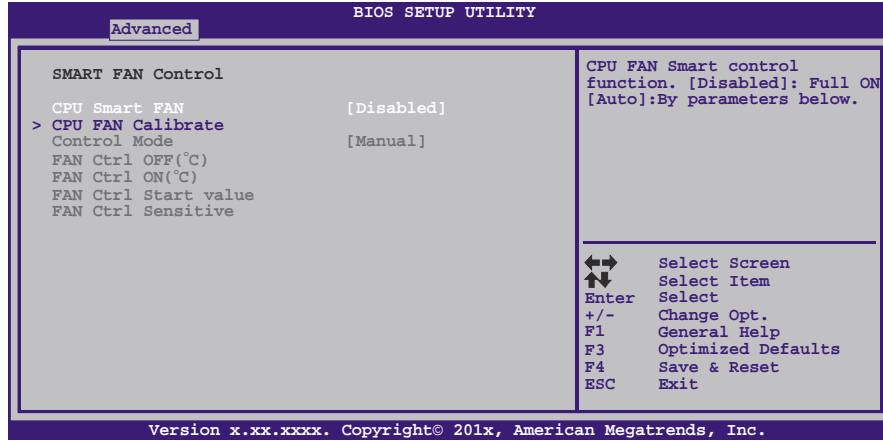 BIOS SETUP UTILITY
Advanced
SMART FAN Control
CPU Smart FAN [Disabled]
> CPU FAN Calibrate
Control Mode [Manual]
FAN Ctrl OFF(°C)
FAN Ctrl ON(°C)
FAN Ctrl Start value
FAN Ctrl Sensitive
CPU FAN Smart control
function. [Disabled]: Full ON
[Auto]:By parameters below.
Select Screen
Select Item
Enter Select
+/- Change Opt.
F1 General Help
F3 Optimized Defaults
F4 Save & Reset
ESC Exit
Version x.xx.xxxx. Copyright© 201x, American Megatrends, Inc.